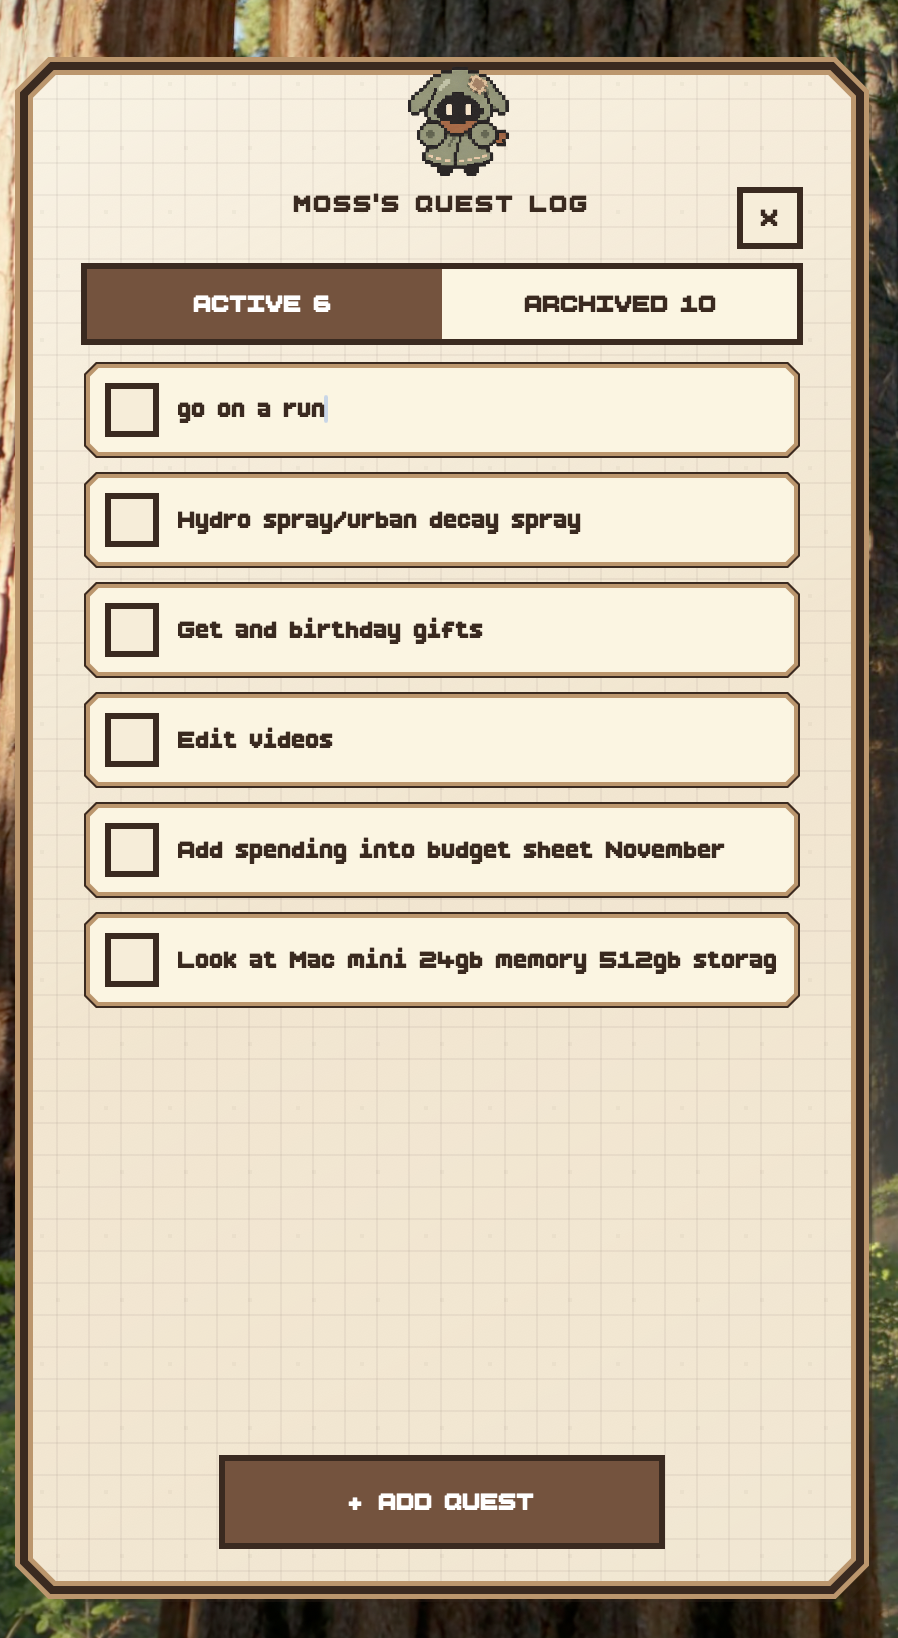 MOSS'S QUEST LOG
X
ACTIVE 6
ARCHIVED 10
go on a run
Hydro spray/urban decay spray
Get and birthday gifts
Edit videos
Add spending into budget sheet November
Look at Mac mini 24gb memory 512gb storag
+ ADD QUEST